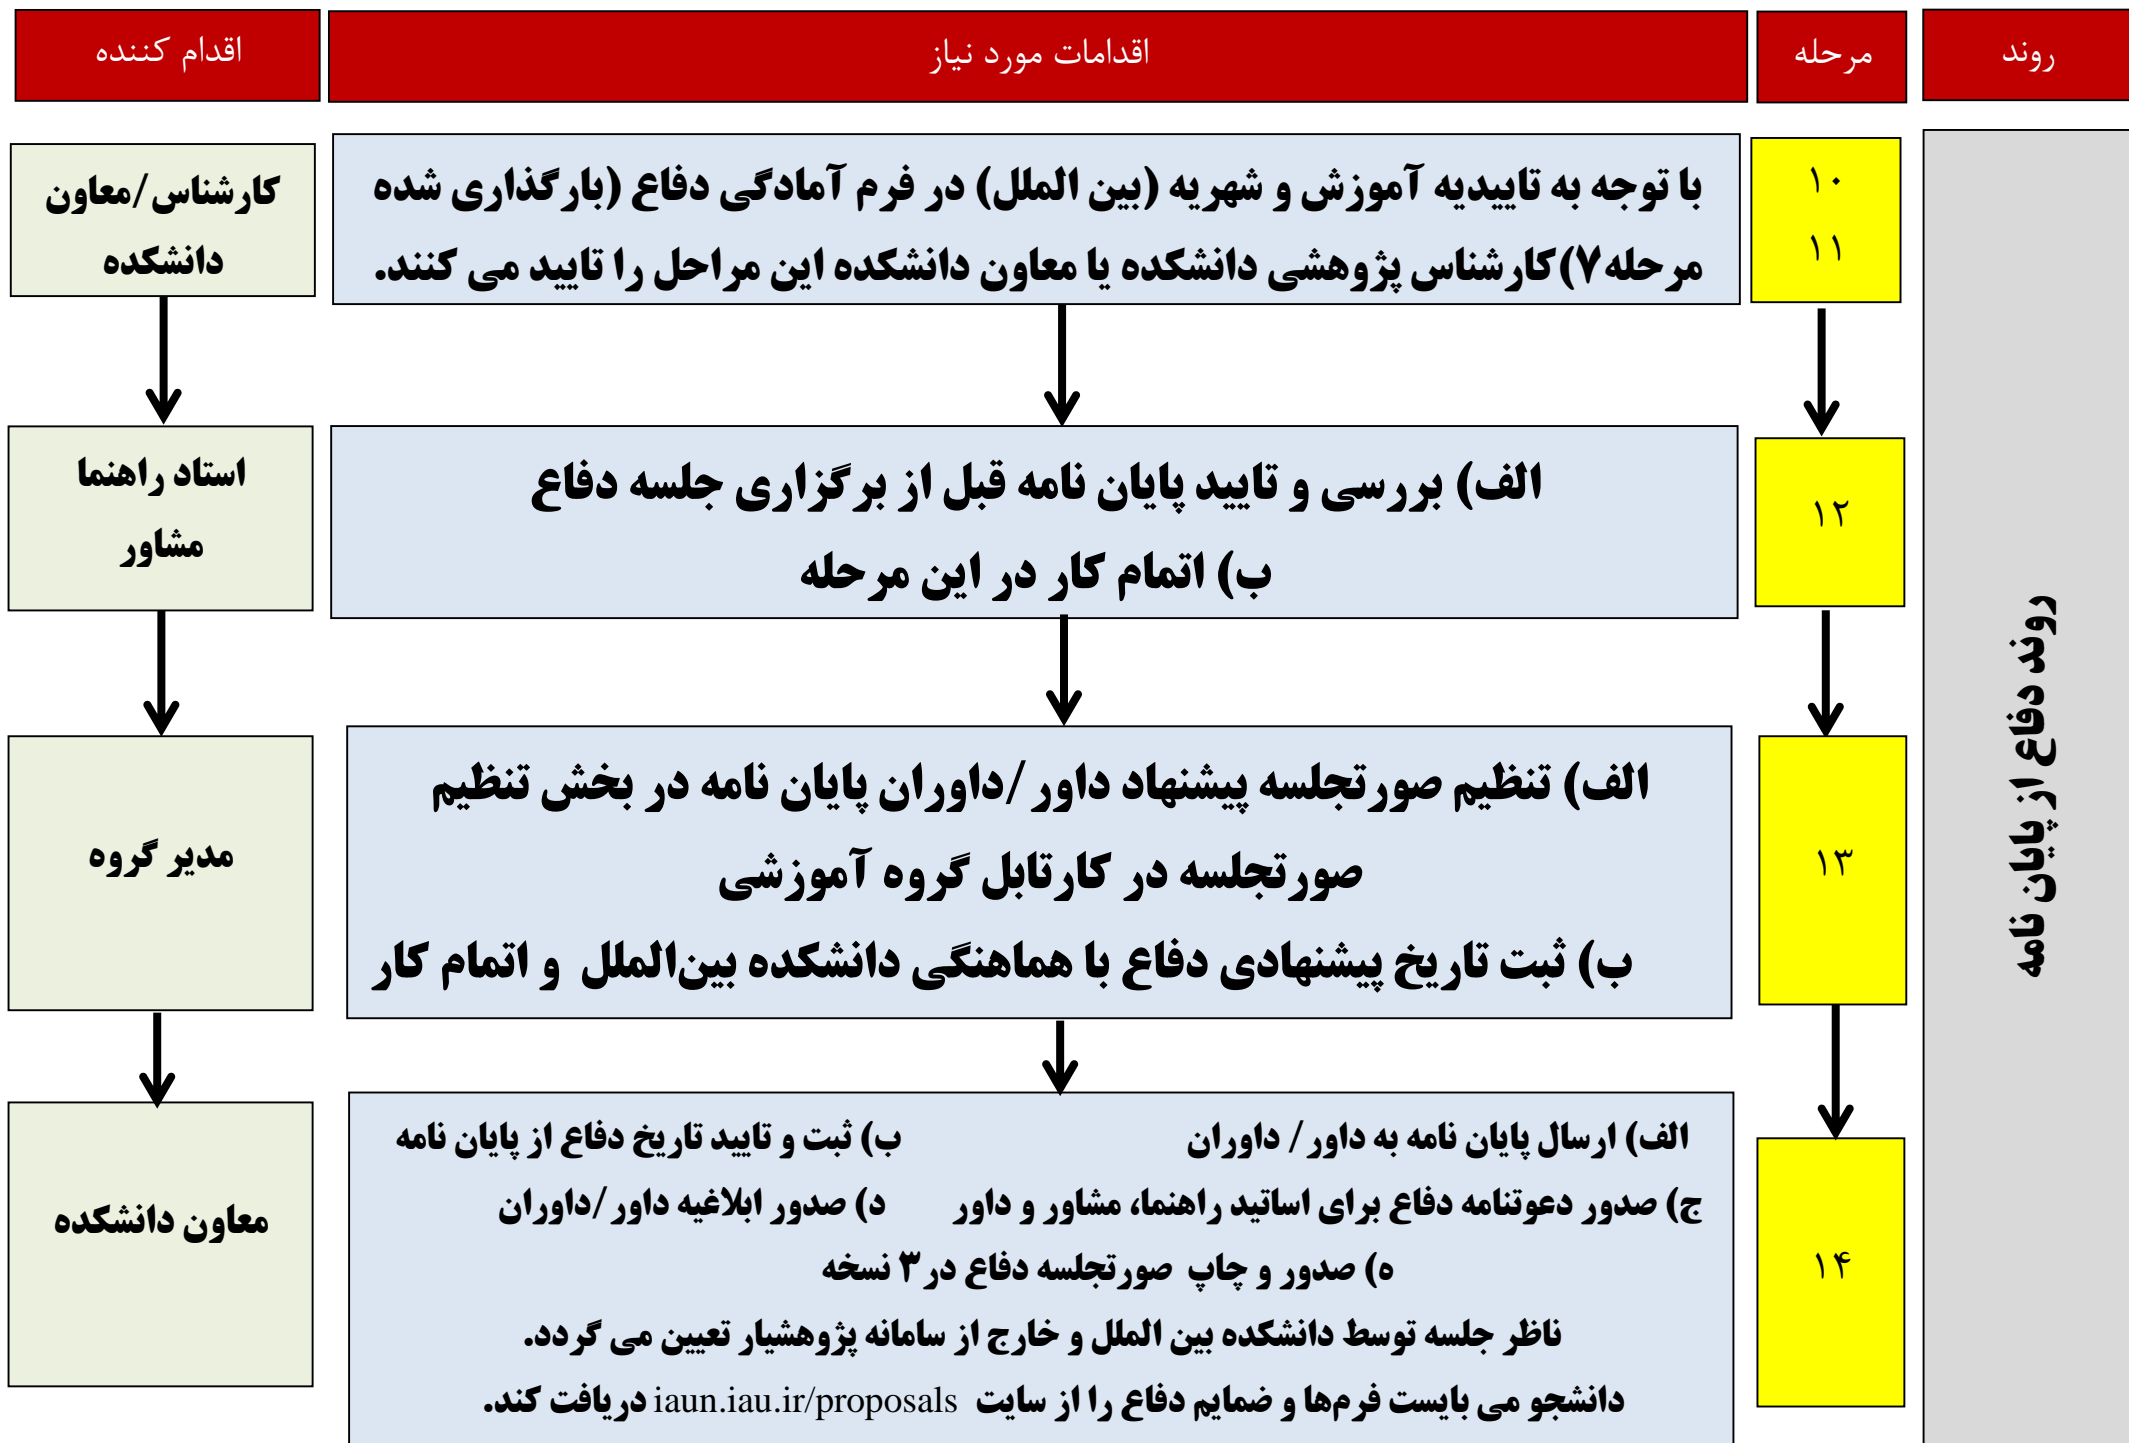 روند
مرحله
اقدامات مورد نیاز
اقدام کننده
روند دفاع از پایان نامه
۱۰
۱۱
با توجه به تاییدیه آموزش و شهریه (بین الملل) در فرم آمادگی دفاع (بارگذاری شده
مرحله۷)کارشناس پژوهشی دانشکده یا معاون دانشکده این مراحل را تایید می کنند.
کارشناس/معاون
دانشکده
۱۲
الف) بررسی و تایید پایان نامه قبل از برگزاری جلسه دفاع
ب) اتمام کار در این مرحله
استاد راهنما
مشاور
۱۳
الف) تنظیم صورتجلسه پیشنهاد داور /داوران پایان نامه در بخش تنظیم
صورتجلسه در کارتابل گروه آموزشی
ب) ثبت تاریخ پیشنهادی دفاع با هماهنگی دانشکده بین‌الملل و اتمام کار
مدیر گروه
۱۴
الف) ارسال پایان نامه به داور/ داوران ب) ثبت و تایید تاریخ دفاع از پایان نامه
ج) صدور دعوتنامه دفاع برای اساتید راهنما، مشاور و داور د) صدور ابلاغیه داور /داوران
ه) صدور و چاپ صورتجلسه دفاع در۳ نسخه
ناظر جلسه توسط دانشکده بین الملل و خارج از سامانه پژوهشیار تعیین می گردد.
دانشجو می بایست فرم‌ها و ضمایم دفاع را از سایت iaun.iau.ir/proposals دریافت کند.
معاون دانشکده